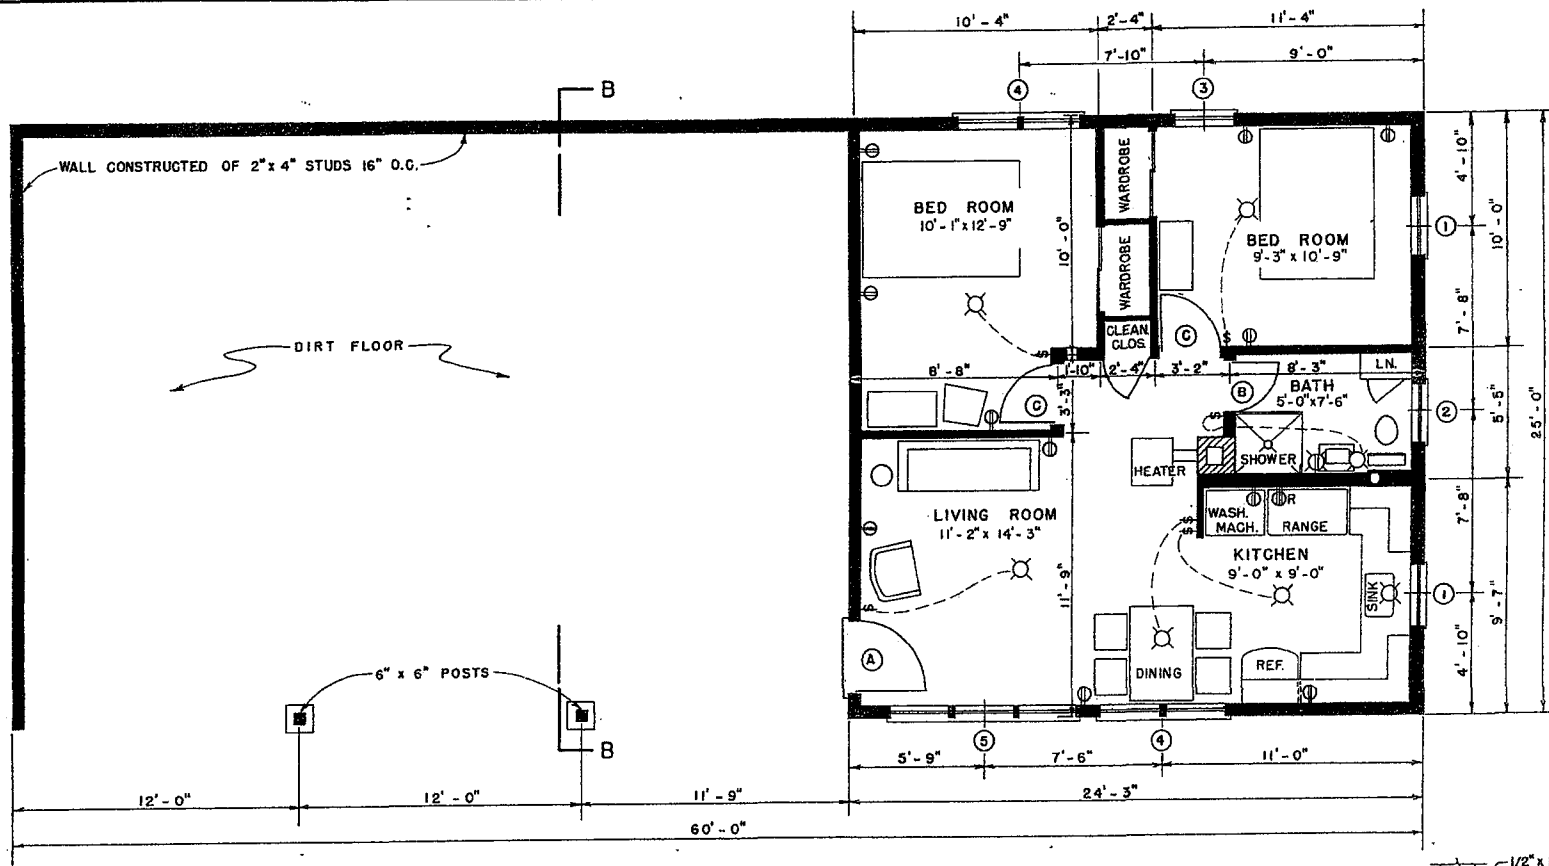 10'-4"
2'-4"
11'-4"
7'-10"
9'-0"
B
4
3
WALL CONSTRUCTED OF 2"x 4" STUDS 16" O.C.
WARDROBE
WARDROBE
BED ROOM
10'-1"x12'-9"
10'-0"
BED ROOM
9'-3" x 10'-9"
4'-10"
1
10'-0"
7'-8"
DIRT FLOOR
CLEAN.
CLOS.
C
S
S
8'-8"
1'-10"
2'-4"
3'-2"
8'-3"
LN.
BATH
5'-0"x7'-6"
B
C
3'-3"
S
2
5'-5"
25'-0"
HEATER
SHOWER
LIVING ROOM
11'-2" x 14'-3"
S
S
WASH.
MACH.
R
RANGE
7'-8"
KITCHEN
9'-0" x 9'-0"
11'-9"
S
SINK
1
9'-7"
4'-10"
A
DINING
REF.
6" x 6" POSTS
B
5
4
5'-9"
7'-6"
11'-0"
12'-0"
12'-0"
11'-9"
24'-3"
60'-0"
1/2" x